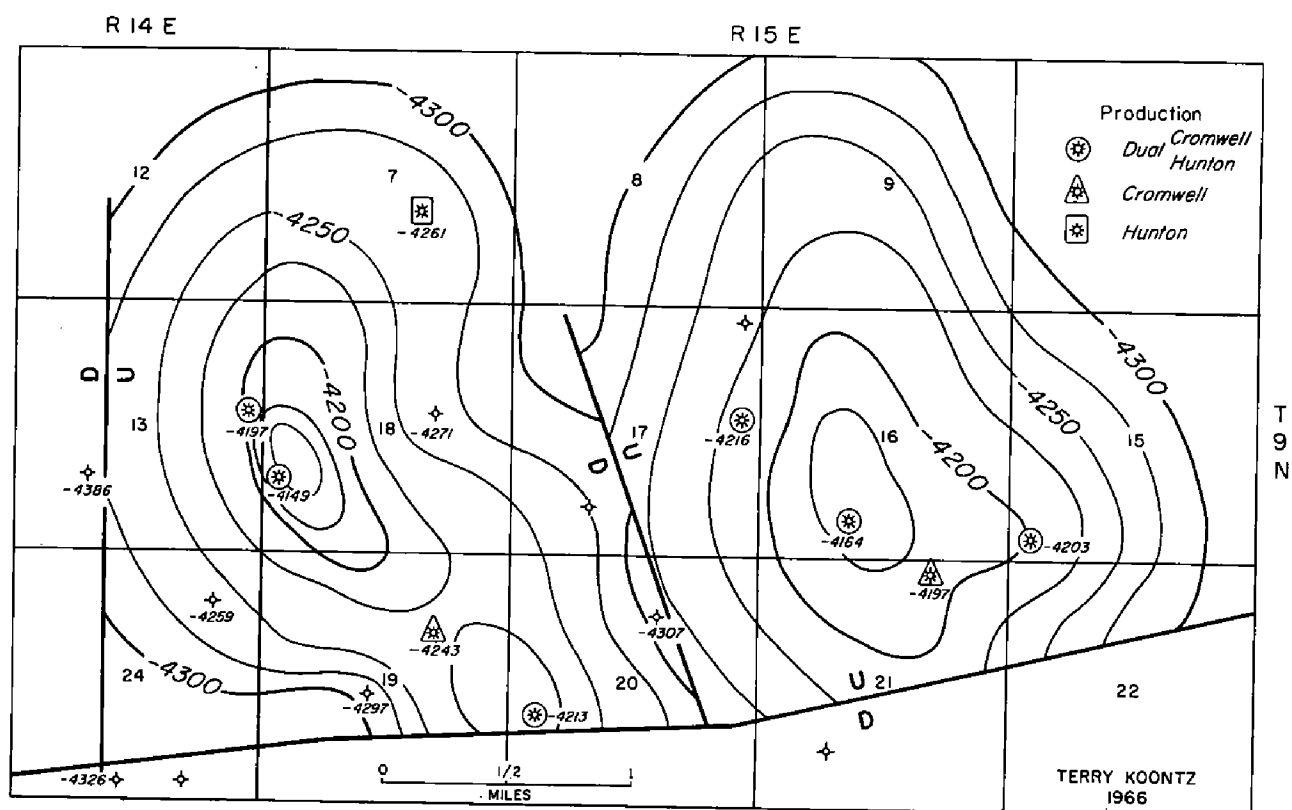 R 14 E
R 15 E
Production
Dual Cromwell
Hunton
Cromwell
Hunton
-4300
12
7
8
9
-4261
-4250
-4300
D U
13
-4197
-4200
18
-4271
17
U
D
-4216
16
-4250
15
T
9
N
-4386
-4149
-4200
-4164
-4203
-4259
-4243
-4307
-4197
24
-4300
19
-4297
-4213
20
U
D
21
22
-4326
0
1/2
1
MILES
TERRY KOONTZ
1966